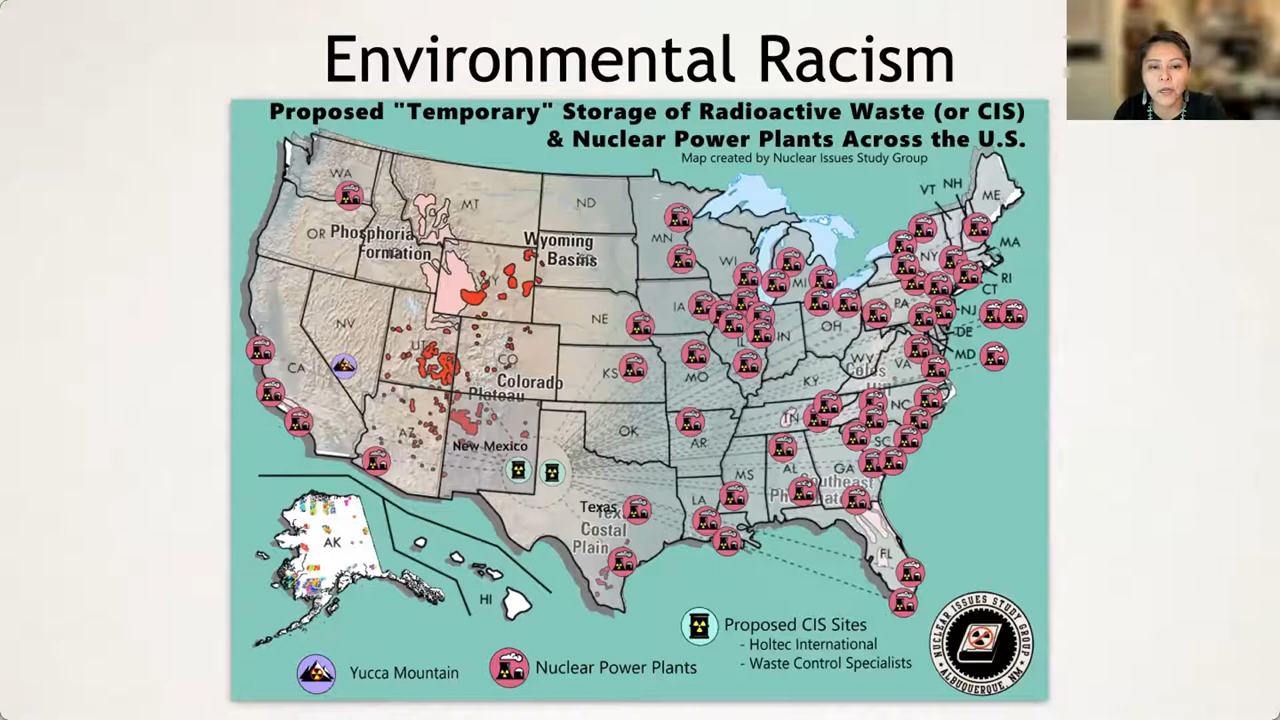 Environmental Racism
Proposed "Temporary" Storage of Radioactive Waste (or CIS)
& Nuclear Power Plants Across the U.S.
Map created by Nuclear Issues Study Group
WA
MT
ND
MN
VT
NH
ME
OR
Phosphoria
Formation
Wyoming
Basins
WI
MI
NY
MA
RI
CT
NV
UT
CO
NE
IA
IN
OH
PA
NJ
DE
MD
CA
Colorado
Plateau
KS
MO
KY
VA
AZ
New Mexico
OK
AR
TN
NC
SC
Texas
Costal
Plain
LA
MS
AL
GA
FL
AK
HI
Proposed CIS Sites
- Holtec International
- Waste Control Specialists
Yucca Mountain
Nuclear Power Plants
NUCLEAR ISSUES STUDY GROUP
ALBUQUERQUE, NM